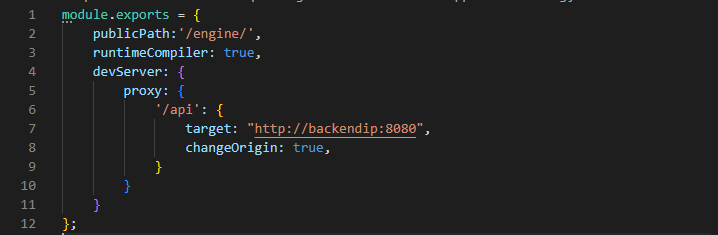 1 module.exports = {
2 publicPath:'/engine/',
3 runtimeCompiler: true,
4 devServer: {
5 proxy: {
6 '/api': {
7 target: "http://backendip:8080",
8 changeOrigin: true,
9 }
10 }
11 }
12 };